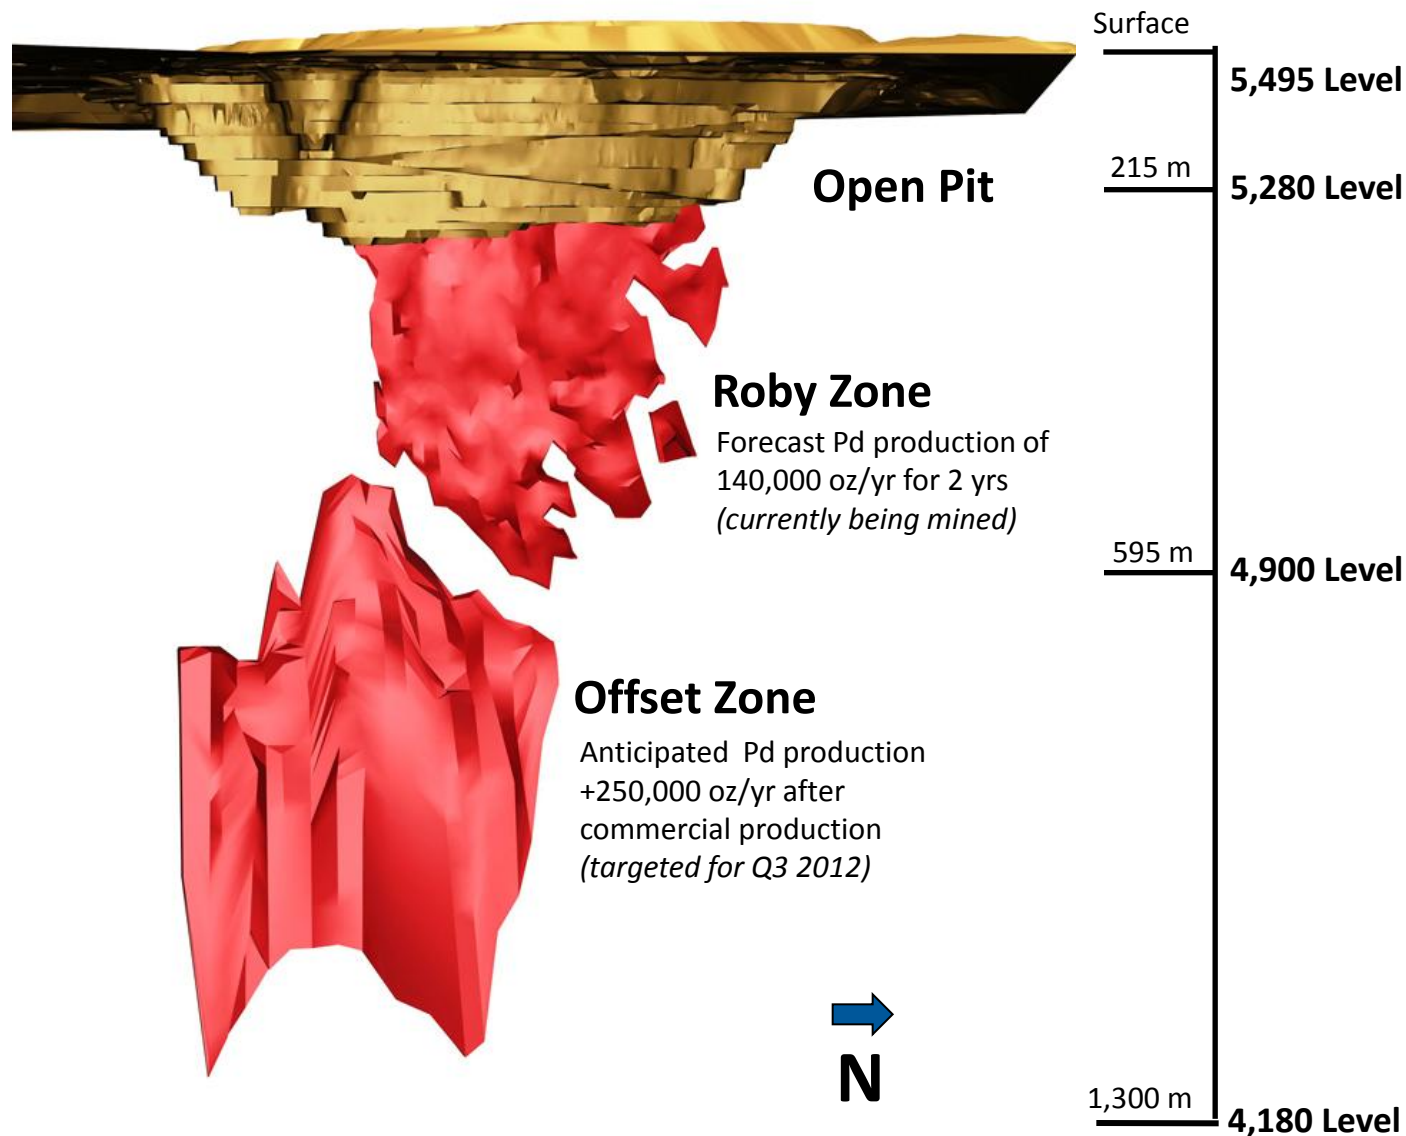 Surface
5,495 Level
215 m
5,280 Level
Open Pit
Roby Zone
Forecast Pd production of
140,000 oz/yr for 2 yrs
(currently being mined)
595 m
4,900 Level
Offset Zone
Anticipated  Pd production
+250,000 oz/yr after
commercial production
(targeted for Q3 2012)
N
1,300 m
4,180 Level